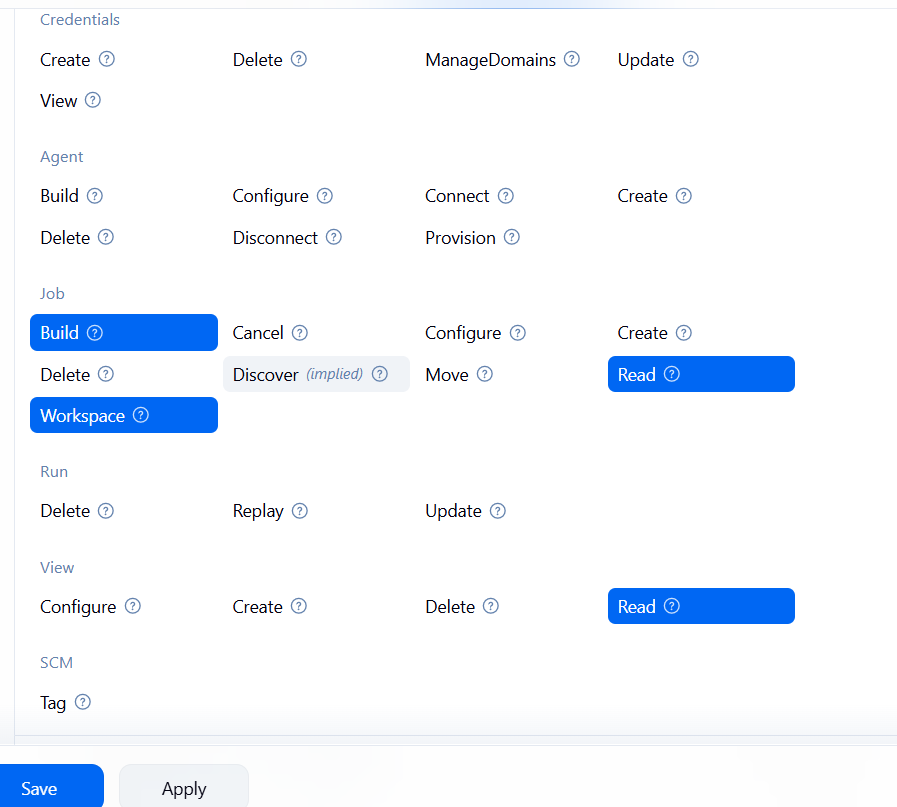 Credentials
Create Delete ManageDomains Update
View
Agent
Build Configure Connect Create
Delete Disconnect Provision
Job
Build Cancel Configure Create
Delete Discover (implied) Move Read
Workspace
Run
Delete Replay Update
View
Configure Create Delete Read
SCM
Tag
Save Apply